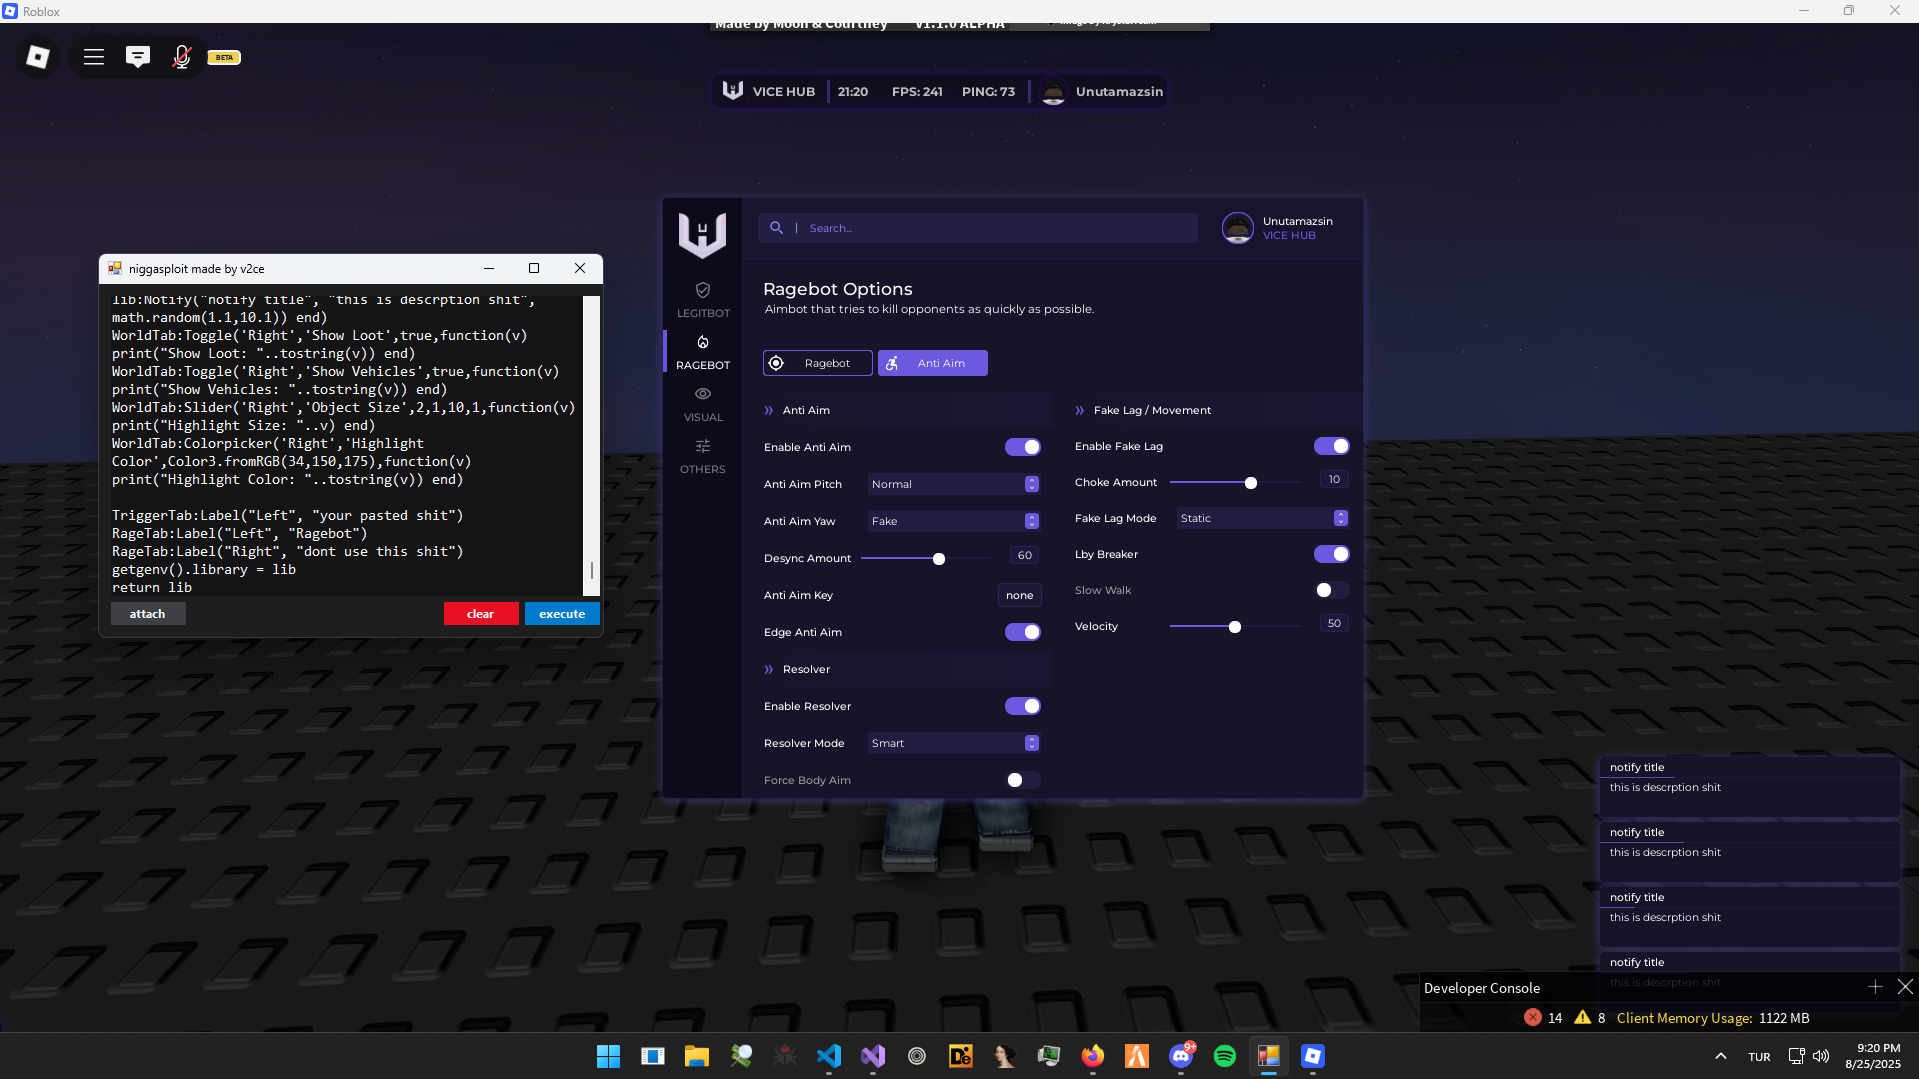 Roblox
Made by Moon & Courtney V1.1.0 ALPHA
BETA
VICE HUB 21:20 FPS: 241 PING: 73 Unutamazsin
Search...
Unutamazsin
VICE HUB
niggasploit made by v2ce
lib:Notify("notify title", "this is descrption shit",
math.random(1.1,10.1)) end)
WorldTab:Toggle('Right','Show Loot',true,function(v)
print("Show Loot: "..tostring(v)) end)
WorldTab:Toggle('Right','Show Vehicles',true,function(v)
print("Show Vehicles: "..tostring(v)) end)
WorldTab:Slider('Right','Object Size',2,1,10,1,function(v)
print("Highlight Size: "..v) end)
WorldTab:Colorpicker('Right','Highlight
Color',Color3.fromRGB(34,150,175),function(v)
print("Highlight Color: "..tostring(v)) end)
TriggerTab:Label("Left", "your pasted shit")
RageTab:Label("Left", "Ragebot")
RageTab:Label("Right", "dont use this shit")
getgenv().library = lib
return lib
attach clear execute
LEGITBOT
RAGEBOT
VISUAL
OTHERS
Ragebot Options
Aimbot that tries to kill opponents as quickly as possible.
Ragebot Anti Aim
Anti Aim
Enable Anti Aim
Anti Aim Pitch Normal
Anti Aim Yaw Fake
Desync Amount 60
Anti Aim Key none
Edge Anti Aim
Resolver
Enable Resolver
Resolver Mode Smart
Force Body Aim
Fake Lag / Movement
Enable Fake Lag
Choke Amount 10
Fake Lag Mode Static
Lby Breaker
Slow Walk
Velocity 50
notify title
this is descrption shit
notify title
this is descrption shit
notify title
this is descrption shit
notify title
this is descrption shit
Developer Console
14 8 Client Memory Usage: 1122 MB
De
9+
TUR
9:20 PM
8/25/2025